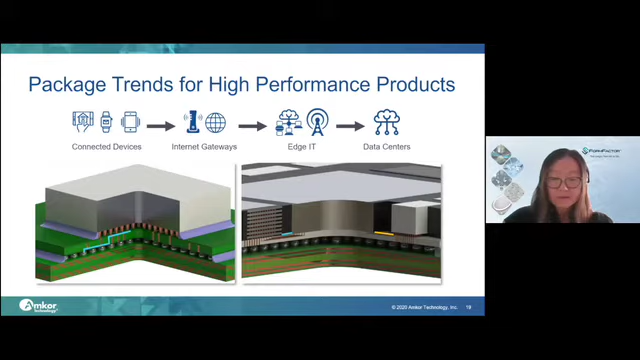 Package Trends for High Performance Products
Connected Devices
Internet Gateways
Edge IT
Data Centers
FORMFACTOR
Amkor
Technology
© 2020 Amkor Technology, Inc.
19